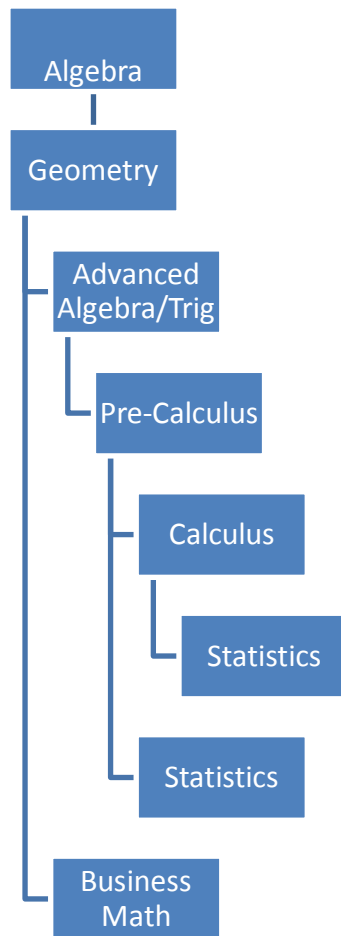 Algebra
Geometry
Advanced
Algebra/Trig
Pre-Calculus
Calculus
Statistics
Statistics
Business
Math